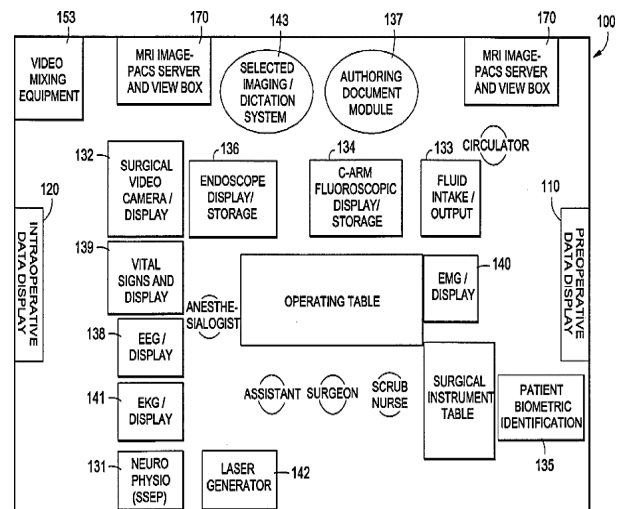 153
170
143
137
170
100
VIDEO
MIXING
EQUIPMENT
MRI IMAGE-
PACS SERVER
AND VIEW BOX
SELECTED
IMAGING /
DICTATION
SYSTEM
AUTHORING
DOCUMENT
MODULE
MRI IMAGE-
PACS SERVER
AND VIEW BOX
CIRCULATOR
132
SURGICAL
VIDEO
CAMERA /
DISPLAY
136
ENDOSCOPE
DISPLAY/
STORAGE
134
C-ARM
FLUOROSCOPIC
DISPLAY/
STORAGE
133
FLUID
INTAKE /
OUTPUT
120
INTRAOPERATIVE
DATA DISPLAY
110
PREOPERATIVE
DATA DISPLAY
139
VITAL
SIGNS AND
DISPLAY
ANESTHE-
SIALOGIST
OPERATING TABLE
EMG /
DISPLAY
140
138
EEG /
DISPLAY
141
EKG /
DISPLAY
ASSISTANT
SURGEON
SCRUB
NURSE
SURGICAL
INSTRUMENT
TABLE
PATIENT
BIOMETRIC
IDENTIFICATION
135
131
NEURO
PHYSIO
(SSEP)
LASER
GENERATOR
142